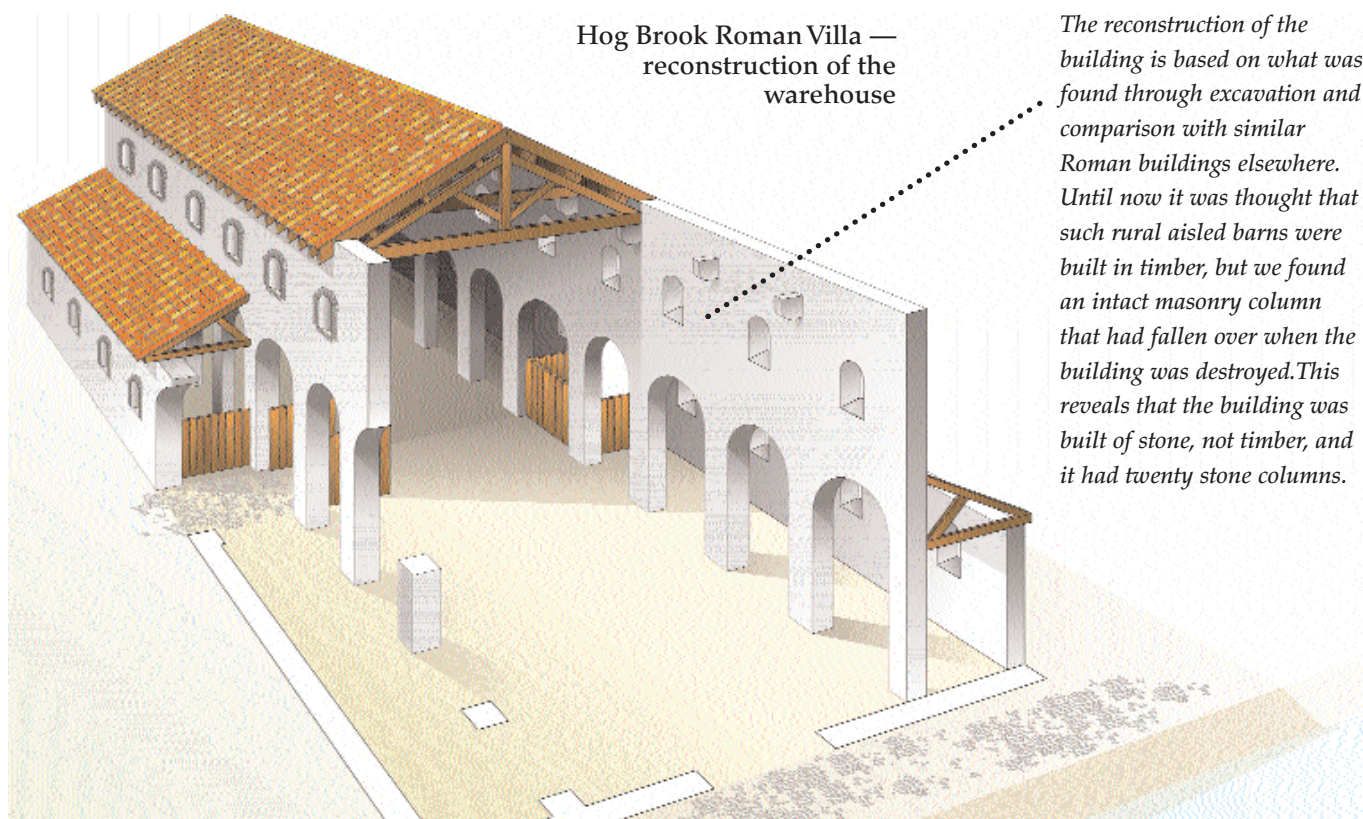 Hog Brook Roman Villa —
reconstruction of the
warehouse
The reconstruction of the
building is based on what was
found through excavation and
comparison with similar
Roman buildings elsewhere.
Until now it was thought that
such rural aisled barns were
built in timber, but we found
an intact masonry column
that had fallen over when the
building was destroyed.This
reveals that the building was
built of stone, not timber, and
it had twenty stone columns.